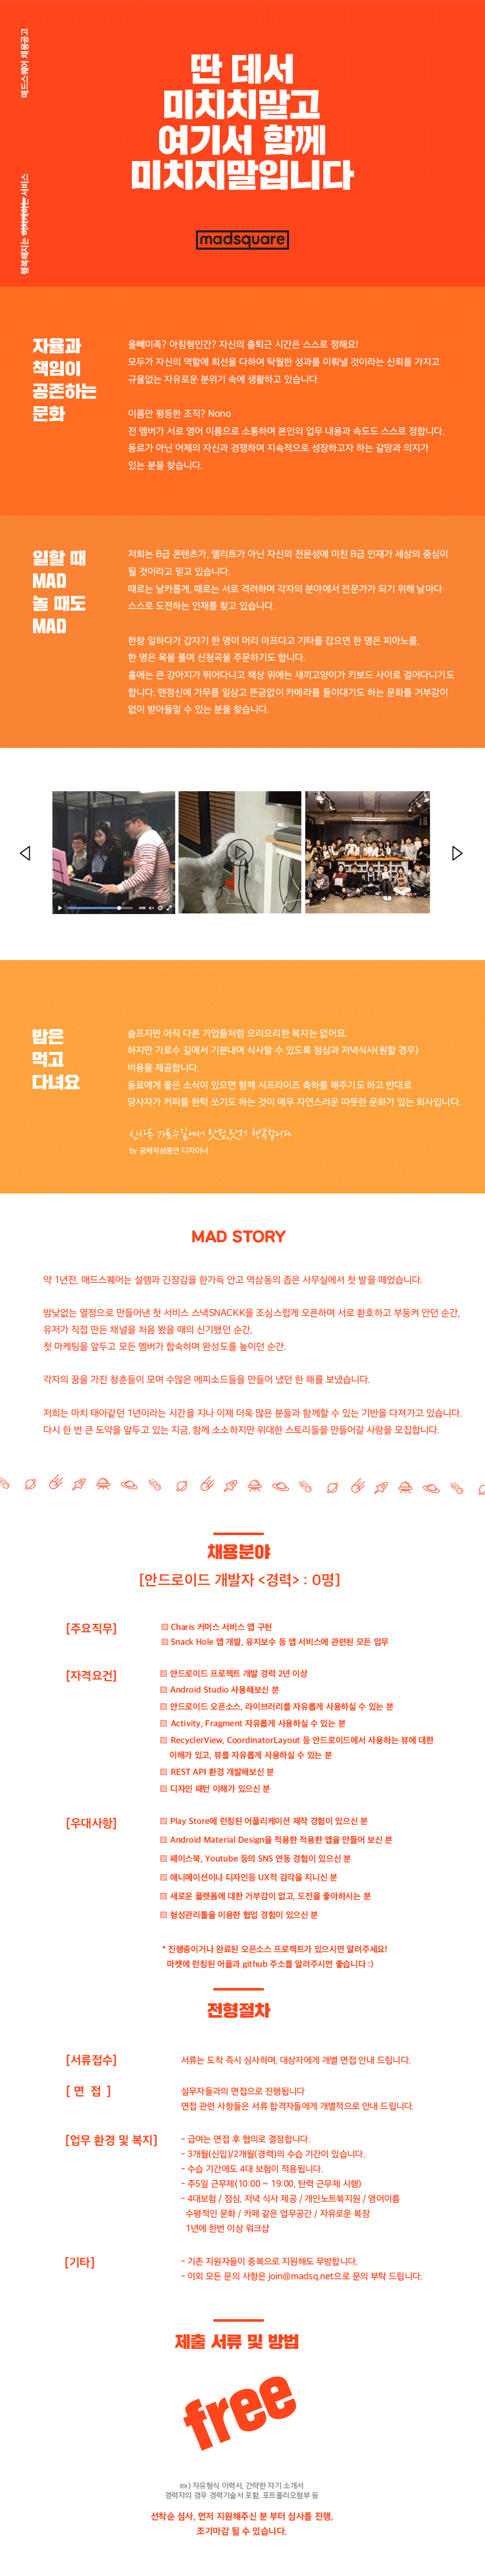 매드스퀘어 채용공고
행복해지는 미치게하는 서비스
딴 데서
미치치말고
여기서 함께
미치지말입니다
madsquare
자율과
책임이
공존하는
문화
올빼미족? 아침형인간? 자신의 출퇴근 시간은 스스로 정해요!
모두가 자신의 역할에 최선을 다하여 탁월한 성과를 이뤄낼 것이라는 신뢰를 가지고
규율없는 자유로운 분위기 속에 생활하고 있습니다.
이름만 평등한 조직? Nono
전 멤버가 서로 영어 이름으로 소통하며 본인의 업무 내용과 속도도 스스로 정합니다.
동료가 아닌 어제의 자신과 경쟁하며 지속적으로 성장하고자 하는 갈망과 의지가
있는 분을 찾습니다.
일할 때
MAD
놀 때도
MAD
저희는 B급 콘텐츠가, 엘리트가 아닌 자신의 전문성에 미친 B급 인재가 세상의 중심이
될 것이라고 믿고 있습니다.
때로는 날카롭게, 때로는 서로 격려하며 각자의 분야에서 전문가가 되기 위해 날마다
스스로 도전하는 인재를 찾고 있습니다.
한창 일하다가 갑자기 한 명이 머리 아프다고 기타를 잡으면 한 명은 피아노를,
한 명은 목을 풀며 신청곡을 주문하기도 합니다.
홀에는 큰 강아지가 뛰어다니고 책상 위에는 새끼고양이가 키보드 사이로 걸어다니기도
합니다. 맨정신에 가무를 일삼고 뜬금없이 카메라를 들이대기도 하는 문화를 거부감이
없이 받아들일 수 있는 분을 찾습니다.
밥은
먹고
다녀요
슬프지만 아직 다른 기업들처럼 으리으리한 복지는 없어요.
하지만 가로수 길에서 기분내며 식사할 수 있도록 점심과 저녁식사(원할 경우)
비용을 제공합니다.
동료에게 좋은 소식이 있으면 함께 서프라이즈 축하를 해주기도 하고 반대로
당사자가 커피를 한턱 쏘기도 하는 것이 매우 자연스러운 따뜻한 문화가 있는 회사입니다.
신사동 가로수길에서 맛점,맛저 행복합니다
by 공채작성중인 디자이너
MAD STORY
약 1년전, 매드스퀘어는 설렘과 긴장감을 한가득 안고 역삼동의 좁은 사무실에서 첫 발을 떼었습니다.
밤낮없는 열정으로 만들어낸 첫 서비스 스낵SNACKK을 조심스럽게 오픈하며 서로 환호하고 부둥켜 안던 순간,
유저가 직접 만든 채널을 처음 봤을 때의 신기했던 순간,
첫 마케팅을 앞두고 모든 멤버가 합숙하며 완성도를 높이던 순간.
각자의 꿈을 가진 청춘들이 모여 수많은 에피소드들을 만들어 냈던 한 해를 보냈습니다.
저희는 마치 태아같던 1년이라는 시간을 지나 이제 더욱 많은 분들과 함께할 수 있는 기반을 다져가고 있습니다.
다시 한 번 큰 도약을 앞두고 있는 지금, 함께 소소하지만 위대한 스토리들을 만들어갈 사람을 모집합니다.
채용분야
[안드로이드 개발자 <경력> : 0명]
[주요직무]
▨ Charis 커머스 서비스 앱 구현
▨ Snack Hole 앱 개발, 유지보수 등 앱 서비스에 관련된 모든 업무
[자격요건]
▨ 안드로이드 프로젝트 개발 경력 2년 이상
▨ Android Studio 사용해보신 분
▨ 안드로이드 오픈소스, 라이브러리를 자유롭게 사용하실 수 있는 분
▨ Activity, Fragment 자유롭게 사용하실 수 있는 분
▨ RecyclerView, CoordinatorLayout 등 안드로이드에서 사용하는 뷰에 대한
이해가 있고, 뷰를 자유롭게 사용하실 수 있는 분
▨ REST API 환경 개발해보신 분
▨ 디자인 패턴 이해가 있으신 분
[우대사항]
▨ Play Store에 런칭된 어플리케이션 제작 경험이 있으신 분
▨ Android Material Design을 적용한 적용한 앱을 만들어 보신 분
▨ 페이스북, Youtube 등의 SNS 연동 경험이 있으신 분
▨ 애니메이션이나 디자인등 UX적 감각을 지니신 분
▨ 새로운 플랫폼에 대한 거부감이 없고, 도전을 좋아하시는 분
▨ 형성관리툴을 이용한 협업 경험이 있으신 분
* 진행중이거나 완료된 오픈소스 프로젝트가 있으시면 알려주세요!
마켓에 런칭된 어플과 github 주소를 알려주시면 좋습니다 :)
전형절차
[서류접수]
서류는 도착 즉시 심사하며, 대상자에게 개별 면접 안내 드립니다.
[ 면 접 ]
실무자들과의 면접으로 진행됩니다
면접 관련 사항들은 서류 합격자들에게 개별적으로 안내 드립니다.
[업무 환경 및 복지]
- 급여는 면접 후 협의로 결정합니다.
- 3개월(신입)/2개월(경력)의 수습 기간이 있습니다.
- 수습 기간에도 4대 보험이 적용됩니다.
- 주5일 근무제(10:00 ~ 19:00, 탄력 근무제 시행)
- 4대보험 / 점심, 저녁 식사 제공 / 개인노트북지원 / 영어이름
수평적인 문화 / 카페 같은 업무공간 / 자유로운 복장
1년에 한번 이상 워크샵
[기타]
- 기존 지원자들이 중복으로 지원해도 무방합니다.
- 이외 모든 문의 사항은 join@madsq.net으로 문의 부탁 드립니다.
제출 서류 및 방법
free
ex) 자유형식 이력서, 간략한 자기 소개서
경력자의 경우 경력기술서 포함, 포트폴리오첨부 등
선착순 심사, 먼저 지원해주신 분 부터 심사를 진행,
조기마감 될 수 있습니다.